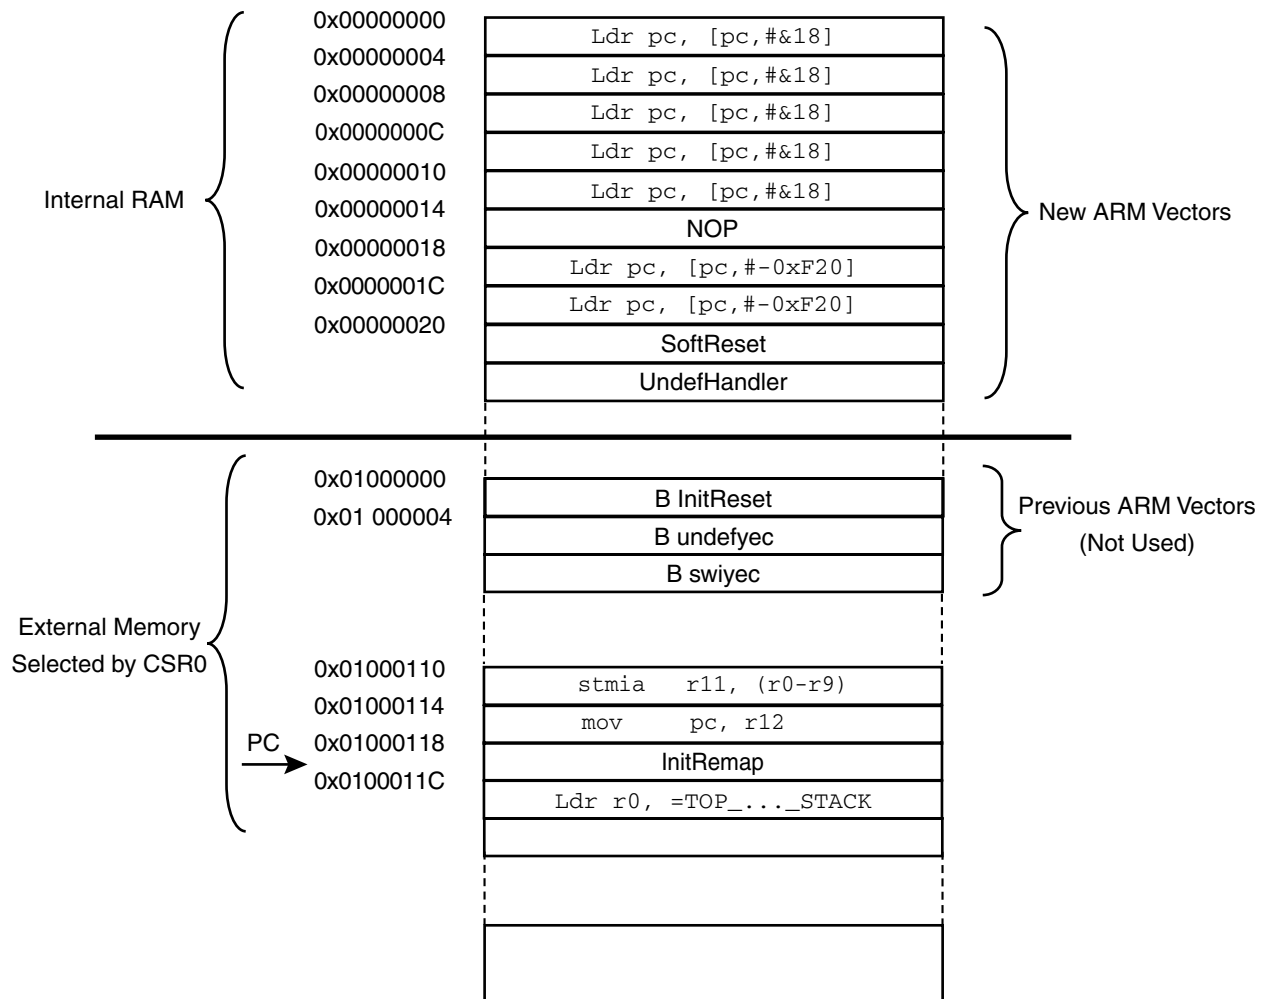 0x00000000
Ldr pc, [pc,#&18]
0x00000004
Ldr pc, [pc,#&18]
0x00000008
Ldr pc, [pc,#&18]
0x0000000C
Ldr pc, [pc,#&18]
0x00000010
Ldr pc, [pc,#&18]
Internal RAM
0x00000014
New ARM Vectors
NOP
0x00000018
Ldr pc, [pc,#-0xF20]
0x0000001C
Ldr pc, [pc,#-0xF20]
0x00000020
SoftReset
UndefHandler
0x01000000
B InitReset
0x01 000004
B undefyec
B swiyec
Previous ARM Vectors
(Not Used)
External Memory
Selected by CSR0
0x01000110
stmia r11, (r0-r9)
0x01000114
mov pc, r12
0x01000118
PC
InitRemap
0x0100011C
Ldr r0, =TOP_..._STACK